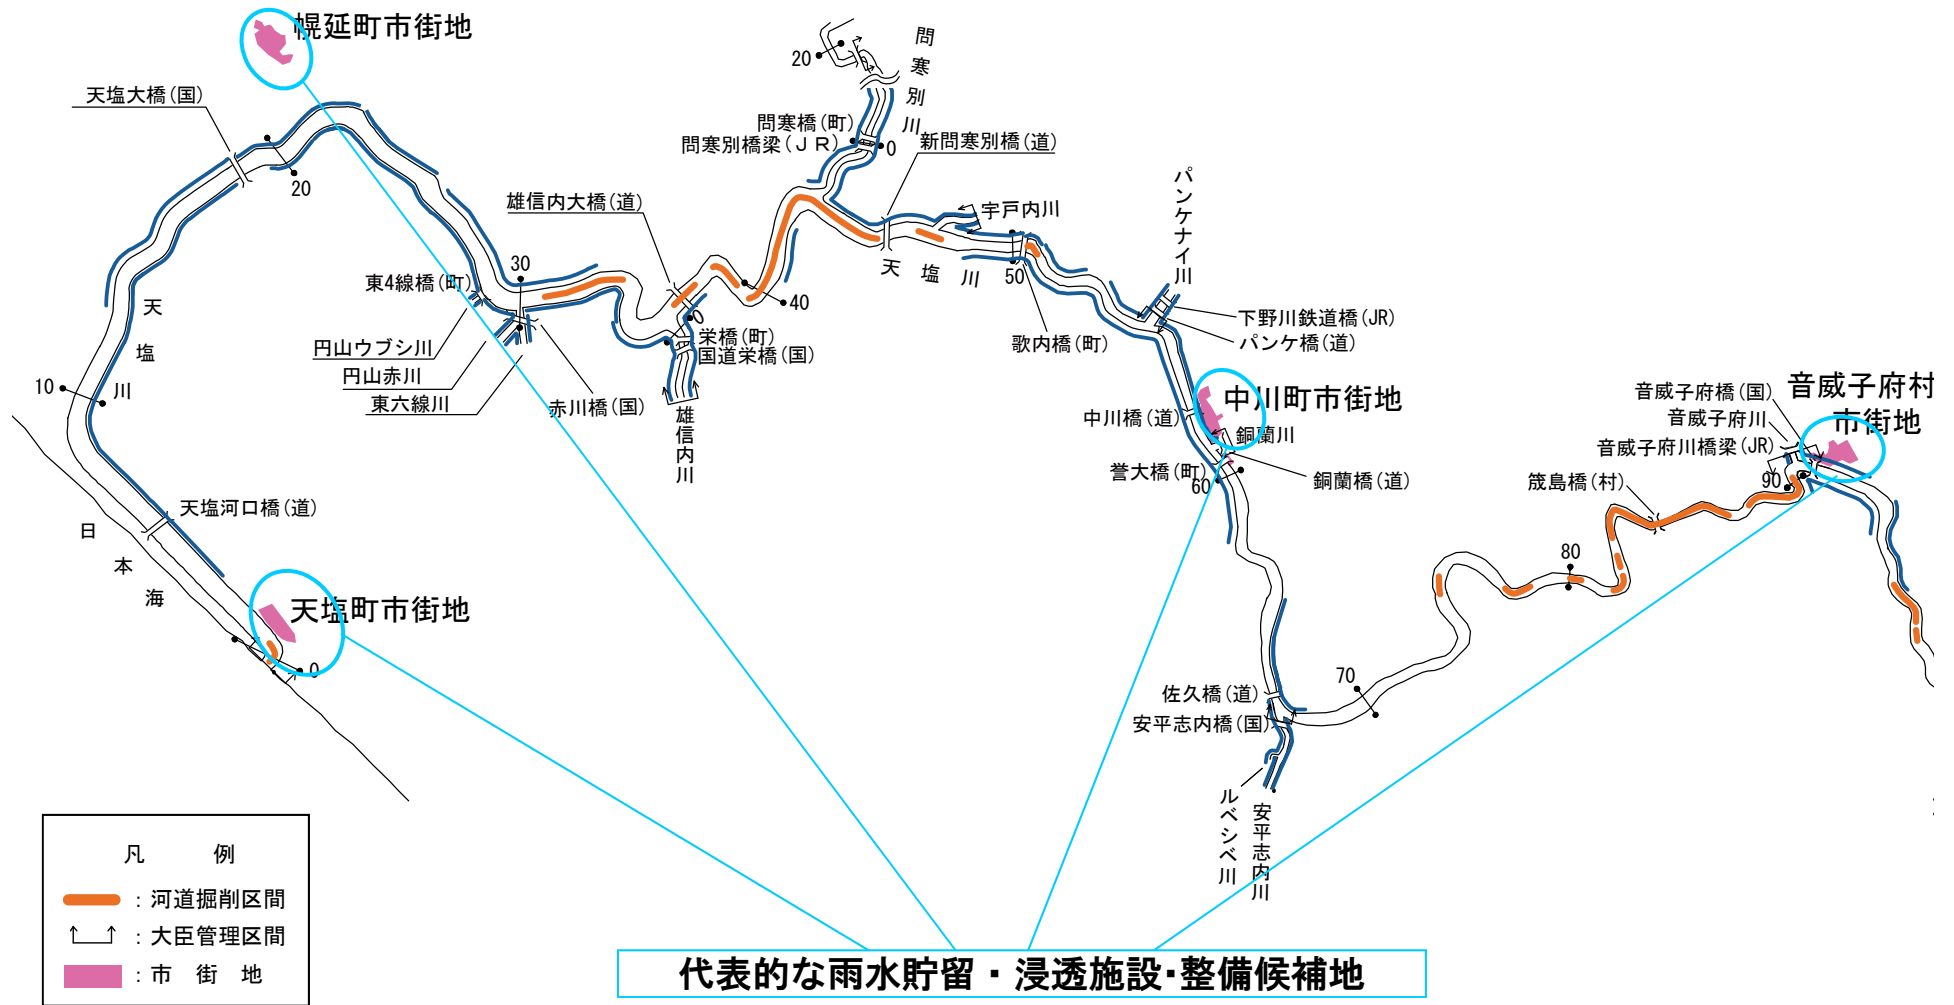 幌延町市街地
天塩大橋(国)
20
問寒別川
20
問寒橋(町)
問寒別橋梁(JR)
0
新問寒別橋(道)
雄信内大橋(道)
宇戸内川
パンケナイ川
30
東4線橋(町)
円山ウブシ川
円山赤川
東六線川
赤川橋(国)
0
栄橋(町)
国道栄橋(国)
雄信内川
40
天塩川
50
歌内橋(町)
下野川鉄道橋(JR)
パンケ橋(道)
天塩川
10
天塩河口橋(道)
日本海
天塩町市街地
0
中川町市街地
中川橋(道)
銅蘭川
誉大橋(町)
60
銅蘭橋(道)
音威子府橋(国)
音威子府川
音威子府川橋梁(JR)
音威子府村
市街地
90
筬島橋(村)
80
70
佐久橋(道)
安平志内橋(国)
ルベシベ川
安平志内川
凡 例
:河道掘削区間
:大臣管理区間
:市 街 地
代表的な雨水貯留・浸透施設・整備候補地